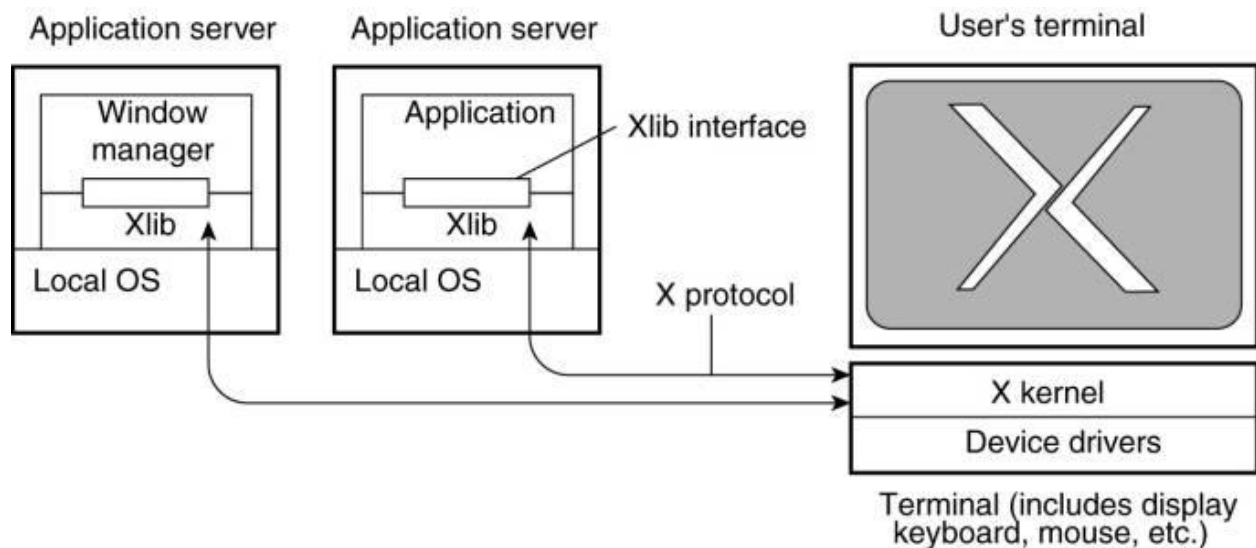 Application server
Application server
User's terminal
Window
manager
Xlib
Local OS
Application
Xlib
Local OS
Xlib interface
X protocol
X
X kernel
Device drivers
Terminal (includes display
keyboard, mouse, etc.)